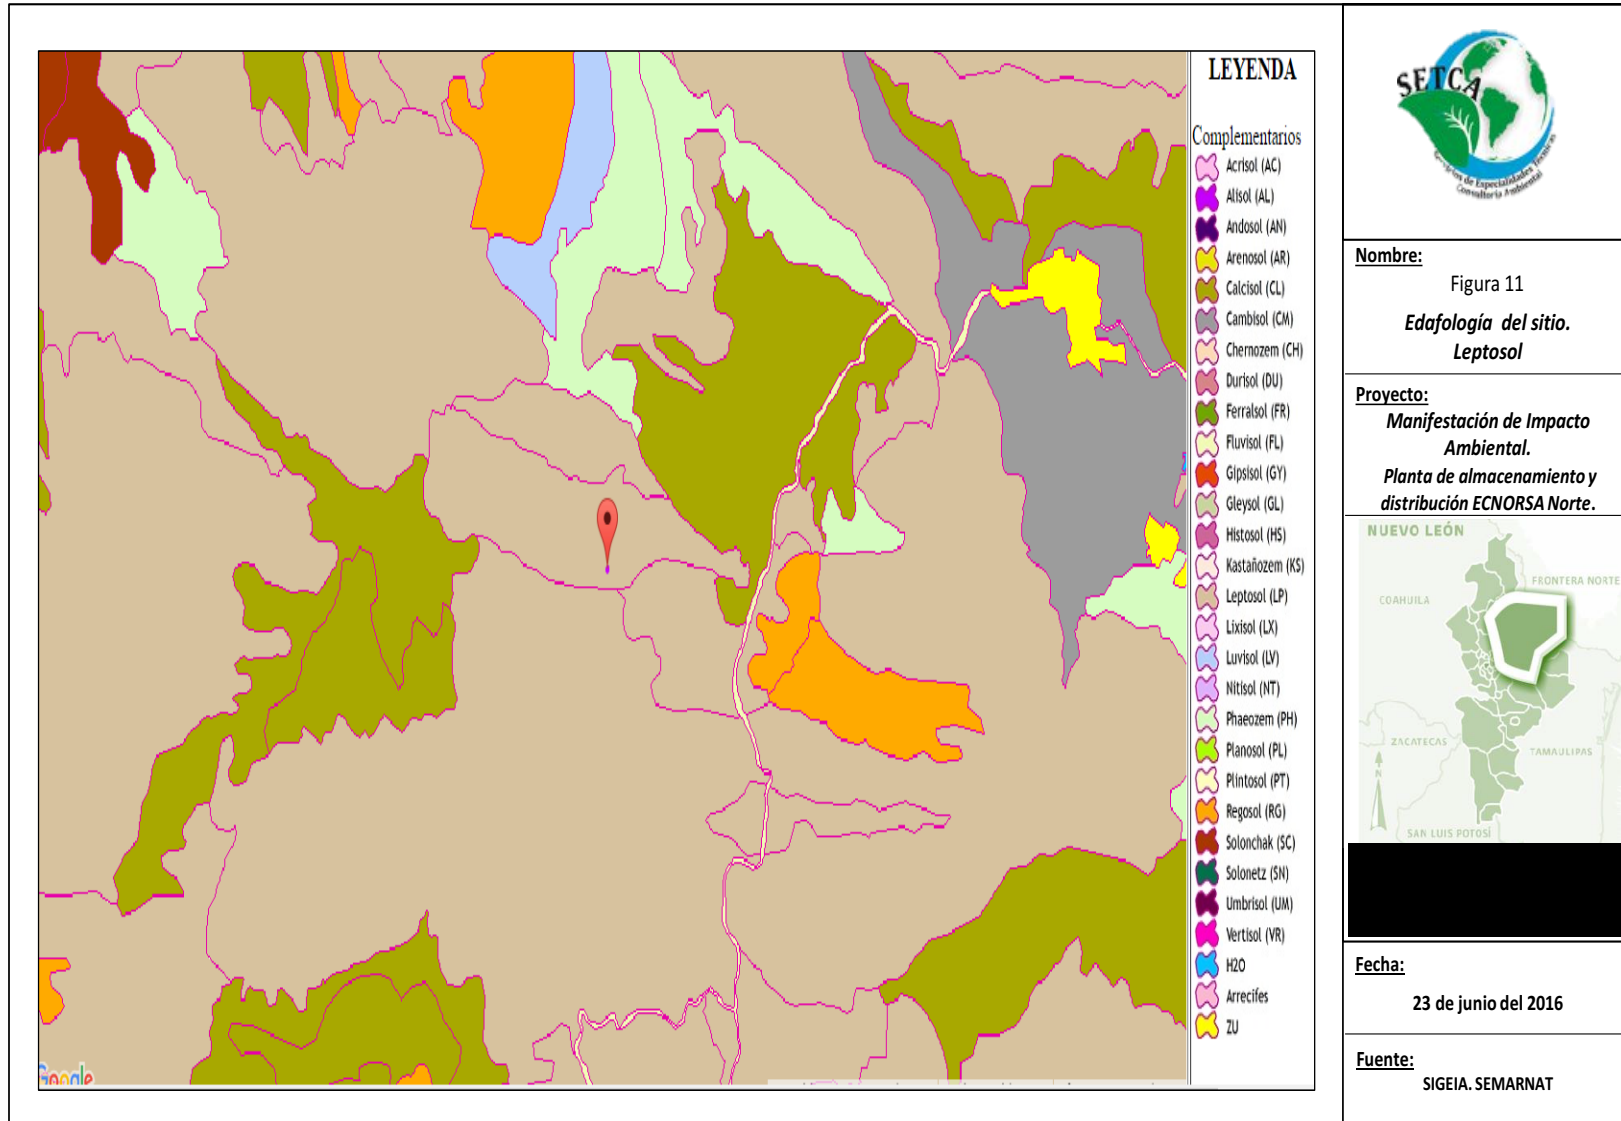 LEYENDA
Complementarios
Acrisol (AC)
Alisol (AL)
Andosol (AN)
Arenosol (AR)
Calcisol (CL)
Cambisol (CM)
Chernozem (CH)
Durisol (DU)
Ferralsol (FR)
Fluvisol (FL)
Gipsisol (GY)
Gleysol (GL)
Histosol (HS)
Kastañozem (KS)
Leptosol (LP)
Lixisol (LX)
Luvisol (LV)
Nitisol (NT)
Phaeozem (PH)
Planosol (PL)
Plintosol (PT)
Regosol (RG)
Solonchak (SC)
Solonetz (SN)
Umbrisol (UM)
Vertisol (VR)
H2O
Arrecifes
ZU
Google
SETCA
de Especialidades Técnicas
Consultoría Ambiental
Nombre:
Figura 11
Edafología del sitio.
Leptosol
Proyecto:
Manifestación de Impacto
Ambiental.
Planta de almacenamiento y
distribución ECNORSA Norte.
NUEVO LEÓN
FRONTERA NORTE
COAHUILA
ZACATECAS
TAMAULIPAS
N
SAN LUIS POTOSÍ
Fecha:
23 de junio del 2016
Fuente:
SIGEIA. SEMARNAT